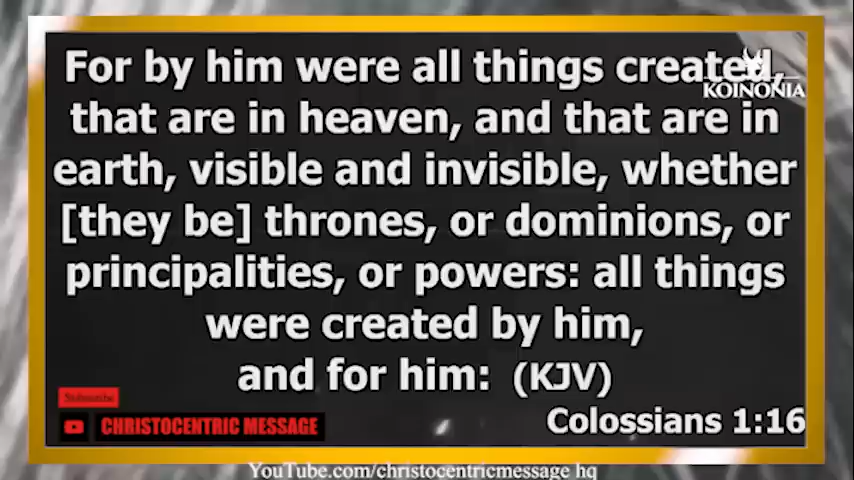 For by him were all things created,
KOINONIA
that are in heaven, and that are in
earth, visible and invisible, whether
[they be] thrones, or dominions, or
principalities, or powers: all things
were created by him,
and for him: (KJV)
Subscribe
Colossians 1:16
CHRISTOCENTRIC MESSAGE
YouTube.com/christocentricmessage hq